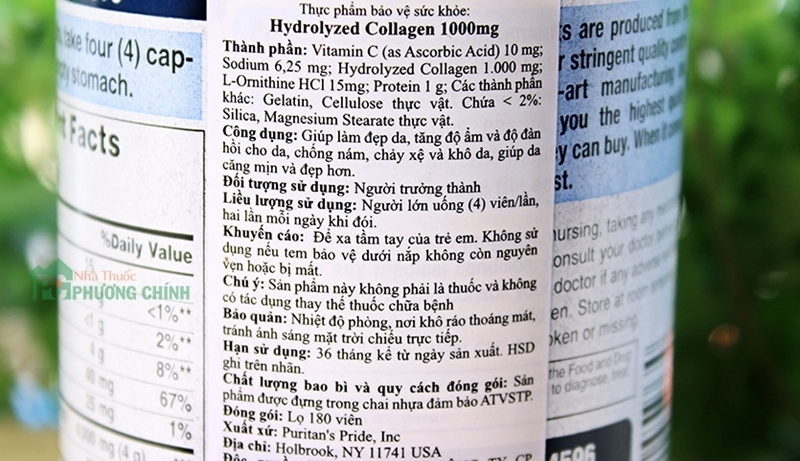 Thực phẩm bảo vệ sức khỏe:
Hydrolyzed Collagen 1000mg
Thành phần: Vitamin C (as Ascorbic Acid) 10 mg;
Sodium 6,25 mg; Hydrolyzed Collagen 1.000 mg;
L-Ornithine HCl 15mg; Protein 1 g; Các thành phần
khác: Gelatin, Cellulose thực vật. Chứa < 2%:
Silica, Magnesium Stearate thực vật.
Công dụng: Giúp làm đẹp da, tăng độ ẩm và độ đàn
hồi cho da, chống nám, chảy xệ và khô da, giúp da
căng mịn và đẹp hơn.
Đối tượng sử dụng: Người trưởng thành
Liều lượng sử dụng: Người lớn uống (4) viên/lần,
hai lần mỗi ngày khi đói.
Khuyến cáo: Để xa tầm tay của trẻ em. Không sử
dụng nếu tem bảo vệ dưới nắp không còn nguyên
vẹn hoặc bị mất.
Chú ý: Sản phẩm này không phải là thuốc và không
có tác dụng thay thế thuốc chữa bệnh
Bảo quản: Nhiệt độ phòng, nơi khô ráo thoáng mát,
tránh ánh sáng mặt trời chiếu trực tiếp.
Hạn sử dụng: 36 tháng kể từ ngày sản xuất. HSD
ghi trên nhãn.
Chất lượng bao bì và quy cách đóng gói: Sản
phẩm được đựng trong chai nhựa đảm bảo ATVSTP.
Đóng gói: Lọ 180 viên
Xuất xứ: Puritan's Pride, Inc
Địa chỉ: Holbrook, NY 11741 USA
take four (4) cap-
stomach.
Facts
%Daily Value
<1%**
<1 g
2%**
4 g
8%**
40 mg
67%
25 mg
1%
4,000 mg (4 g)
Nhà Thuốc
PHƯƠNG CHÍNH
are produced
stringent quality
-art manufacturing
you the highest
can buy. When
st.
nursing, taking any
consult your doctor
doctor if any adverse
en. Store at room
oken or missing.
the Food and Drug
to diagnose, treat,
4596